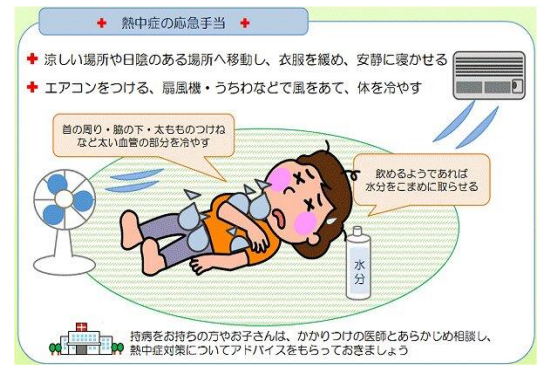 熱中症の応急手当
涼しい場所や日陰のある場所へ移動し、衣服を緩め、安静に寝かせる
エアコンをつける、扇風機・うちわなどで風をあて、体を冷やす
首の周り・脇の下・太もものつけね
など太い血管の部分を冷やす
飲めるようであれば
水分をこまめに取らせる
水
分
持病をお持ちの方やお子さんは、かかりつけの医師とあらかじめ相談し、
熱中症対策についてアドバイスをもらっておきましょう